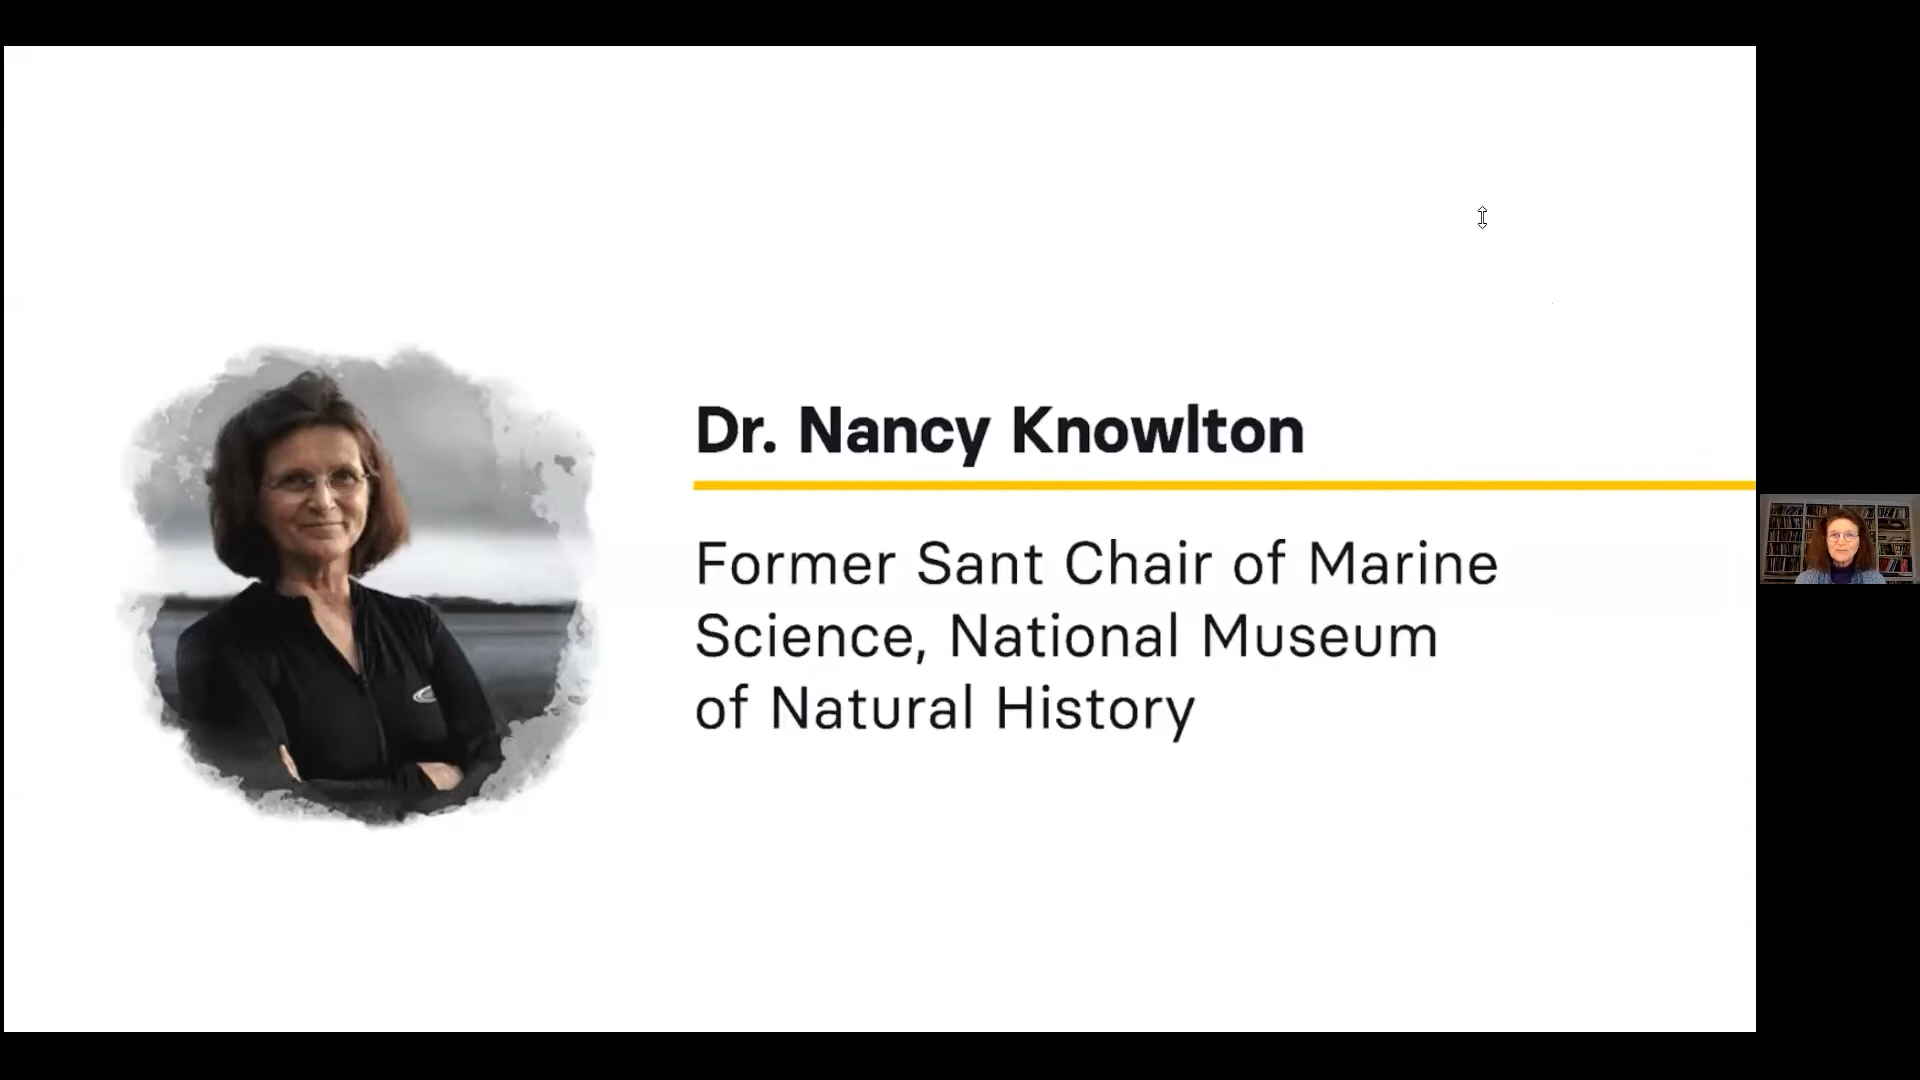 Dr. Nancy Knowlton
Former Sant Chair of Marine
Science, National Museum
of Natural History